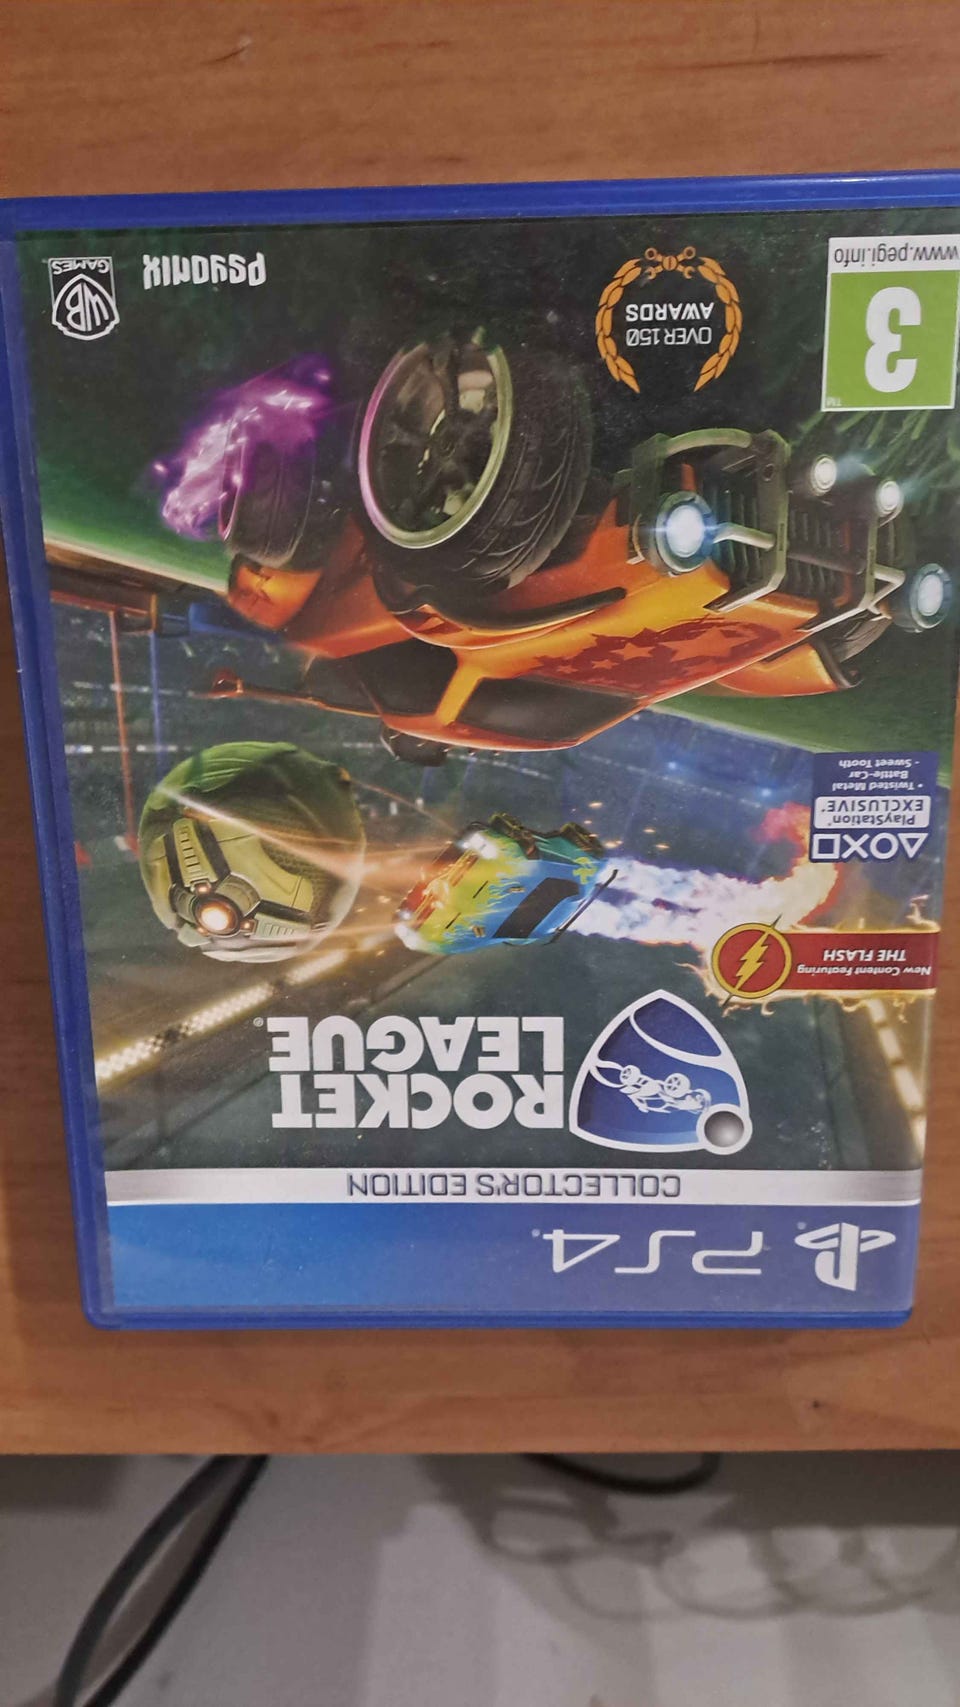 PS4
COLLECTOR'S EDITION
ROCKET
LEAGUE®
New Content Featuring
THE FLASH
PlayStation®
EXCLUSIVE*
• Twisted Metal
Battle-Car
- Sweet Tooth
3
™
www.pegi.info
OVER 150
AWARDS
PSYONIX
WB
GAMES